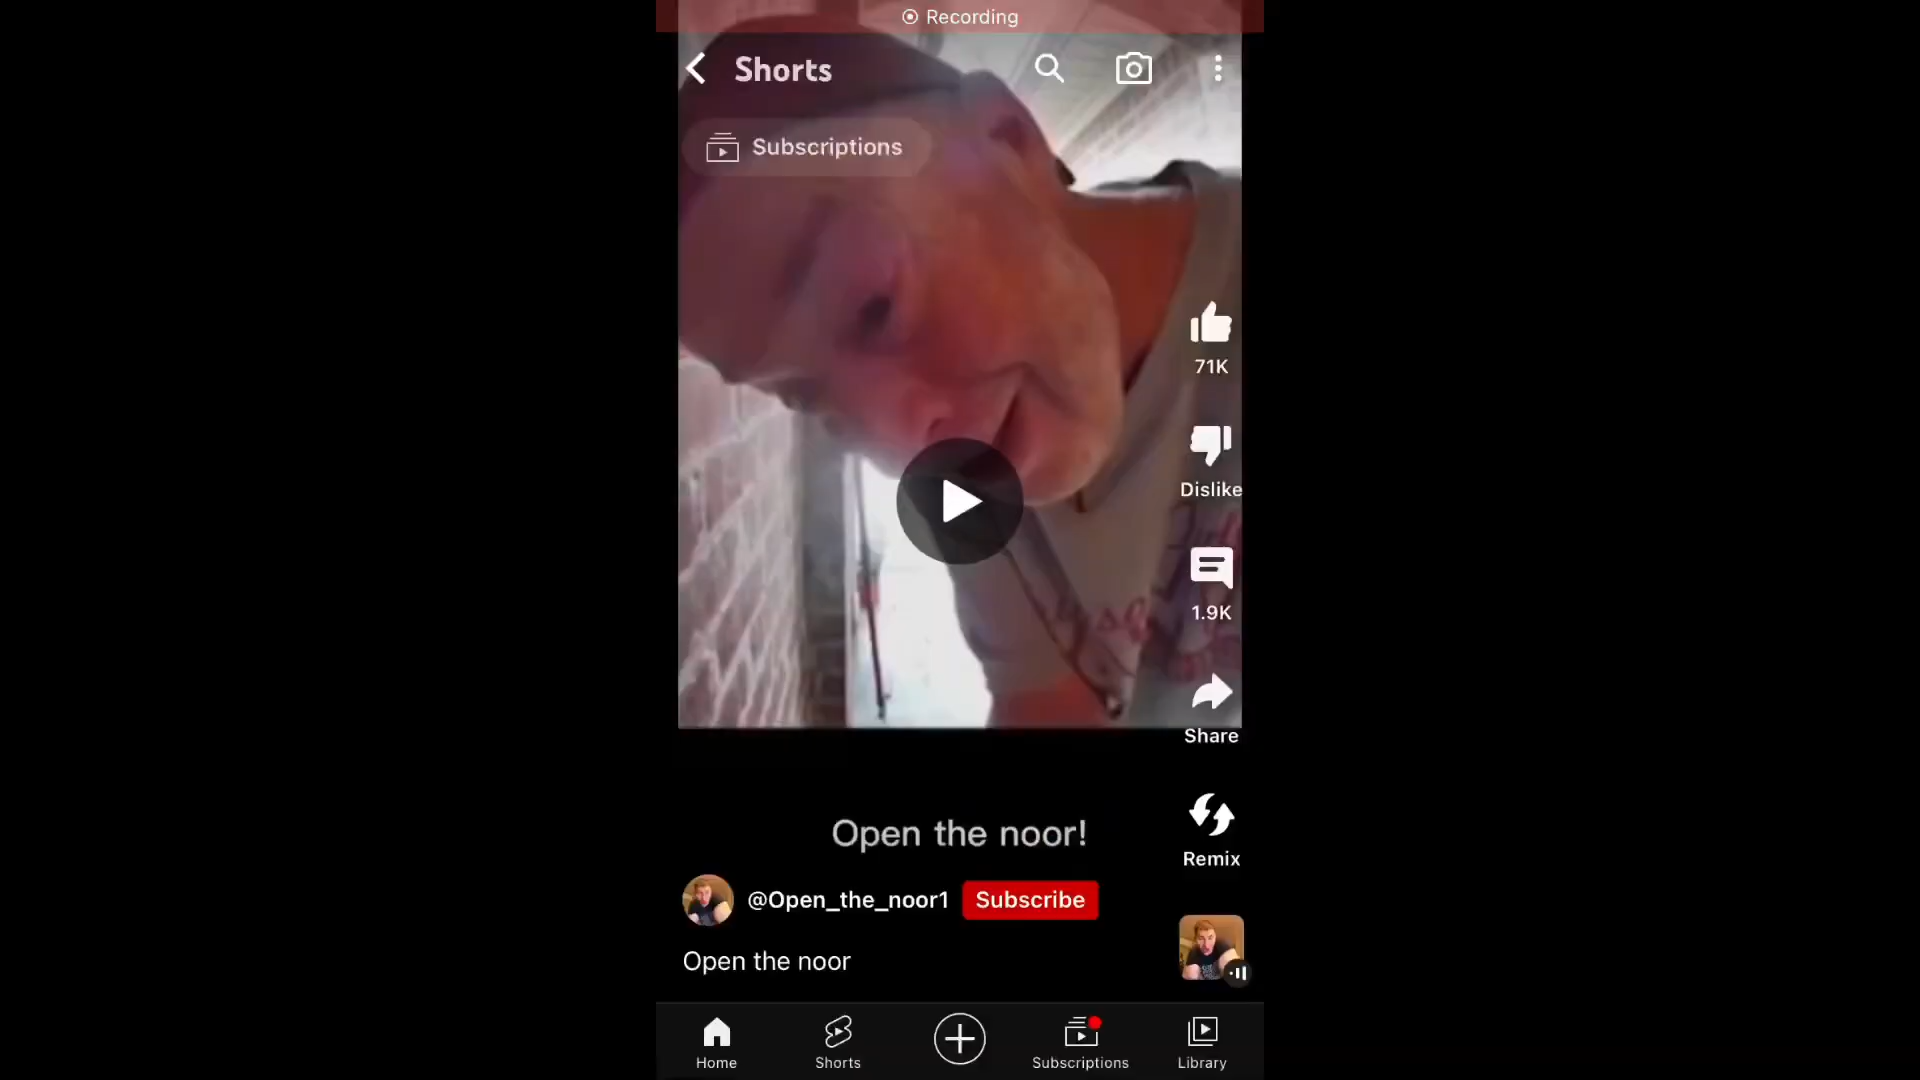 Recording
Shorts
Subscriptions
71K
Dislike
1.9K
Share
Open the noor!
Remix
@Open_the_noor1 Subscribe
Open the noor
Home Shorts Subscriptions Library